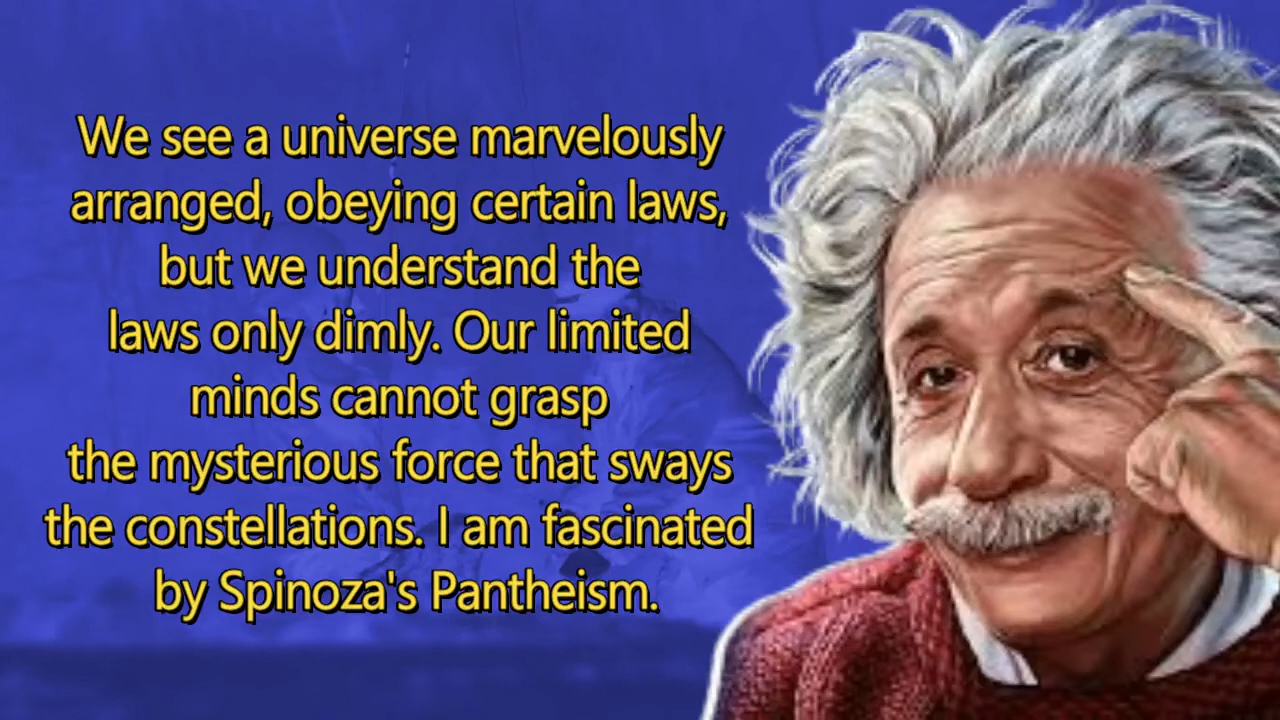 We see a universe marvelously
arranged, obeying certain laws,
but we understand the
laws only dimly. Our limited
minds cannot grasp
the mysterious force that sways
the constellations. I am fascinated
by Spinoza's Pantheism.